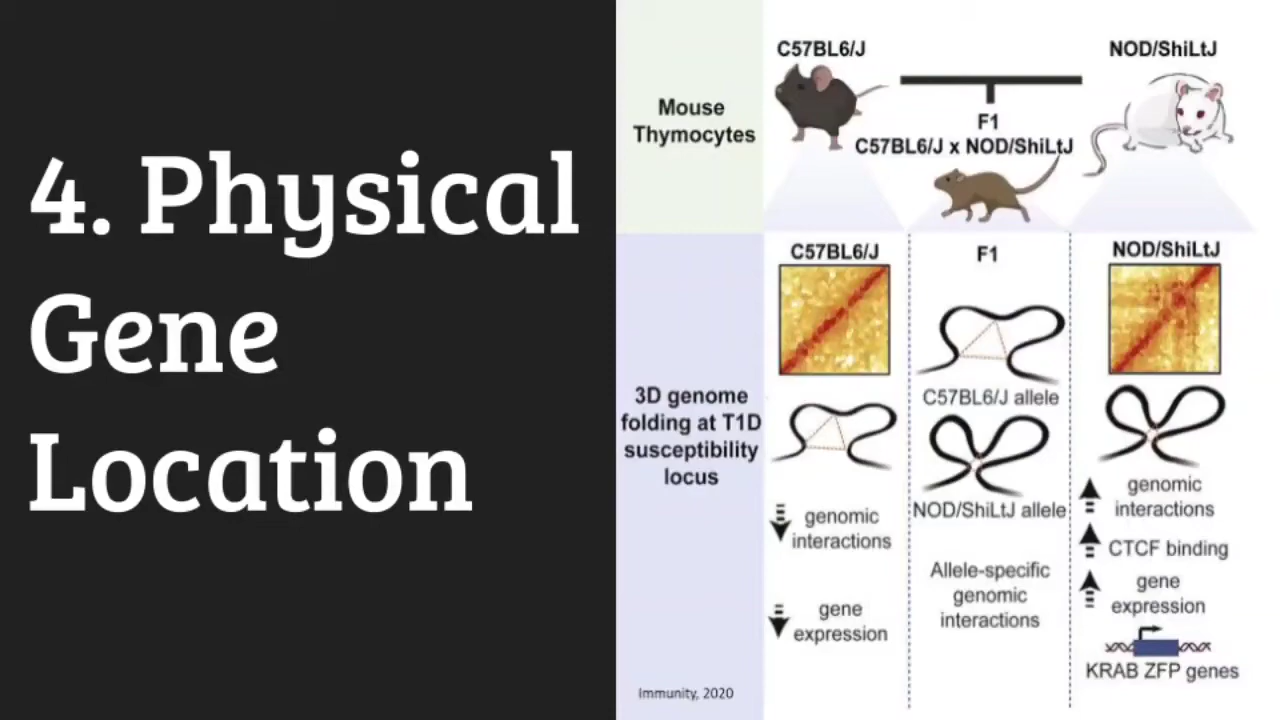 4. Physical
Gene
Location
Mouse
Thymocytes
C57BL6/J
NOD/ShiLtJ
F1
C57BL6/J x NOD/ShiLtJ
3D genome
folding at T1D
susceptibility
locus
C57BL6/J
genomic
interactions
gene
expression
F1
C57BL6/J allele
NOD/ShiLtJ allele
Allele-specific
genomic
interactions
NOD/ShiLtJ
genomic
interactions
CTCF binding
gene
expression
KRAB ZFP genes
Immunity, 2020